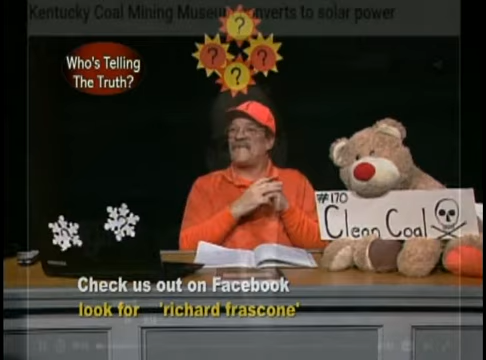 Kentucky Coal Mining Museum converts to solar power
Who's Telling
The Truth?
?
?
?
?
#170
Clean Coal
Check us out on Facebook
look for 'richard frascone'